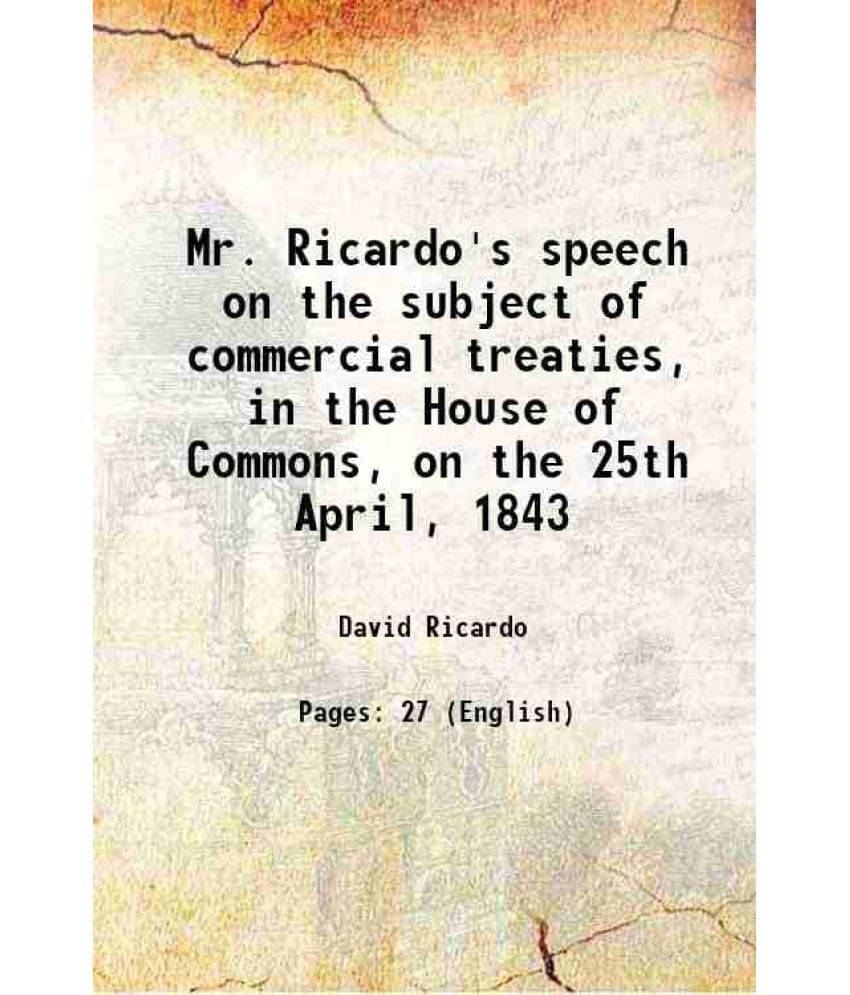 Mr. Ricardo's speech
on the subject of
commercial treaties,
in the House of
Commons, on the 25th
April, 1843
David Ricardo
Pages: 27 (English)